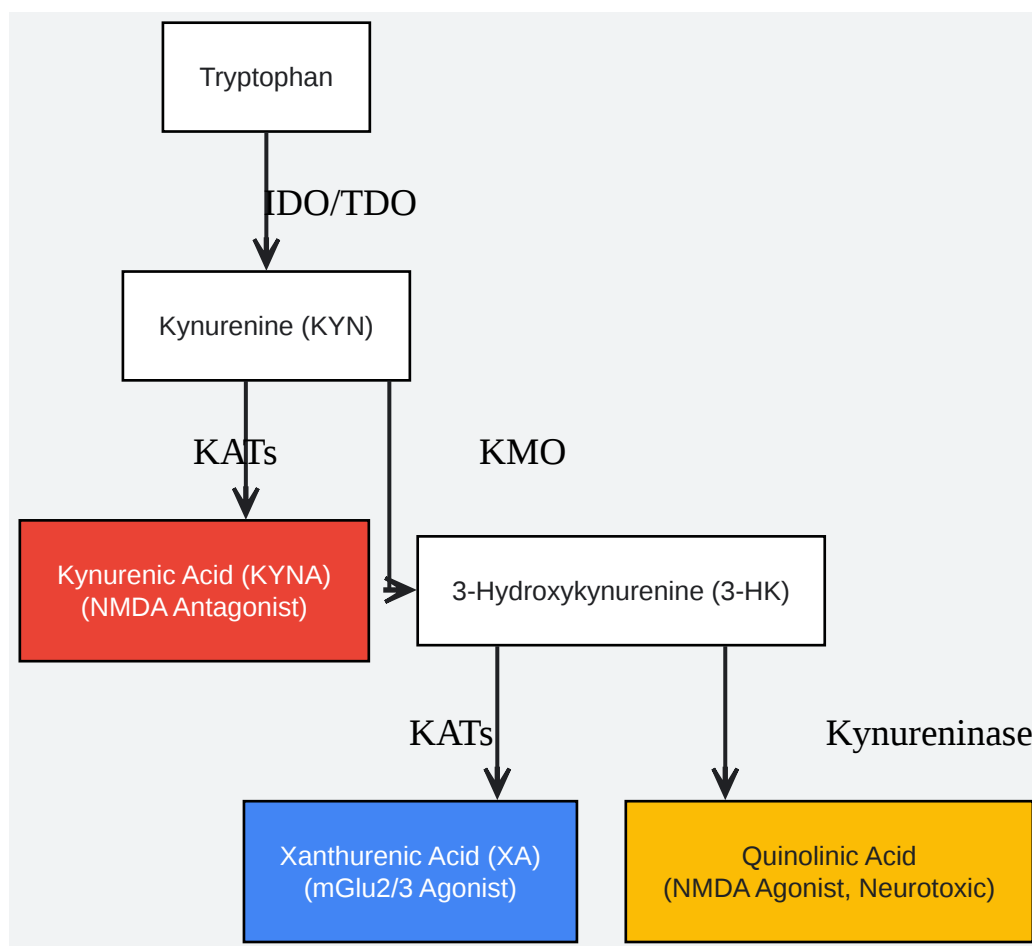 Tryptophan
IDO/TDO
Kynurenine (KYN)
KATs
KMO
Kynurenic Acid (KYNA)
(NMDA Antagonist)
3-Hydroxykynurenine (3-HK)
KATs
Kynureninase
Xanthurenic Acid (XA)
(mGlu2/3 Agonist)
Quinolinic Acid
(NMDA Agonist, Neurotoxic)